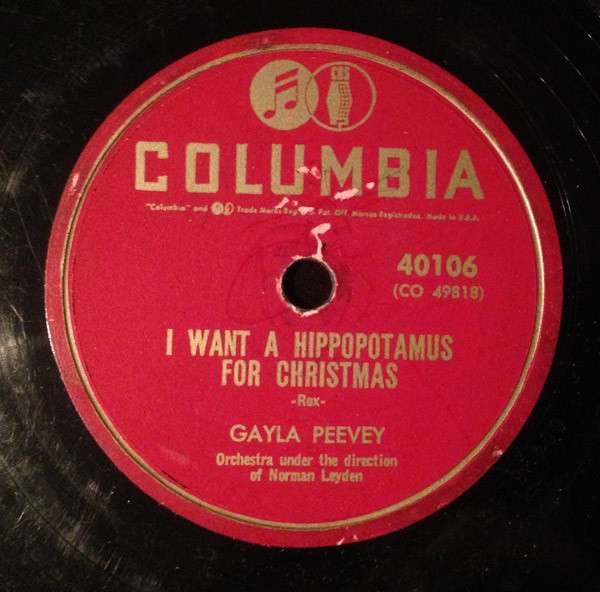 COLUMBIA
"Columbia" and Trade Marks Reg. U.S. Pat. Off. Marcas Registradas. Made in U.S.A.
40106
(CO 49818)
I WANT A HIPPOPOTAMUS
FOR CHRISTMAS
-Rox-
GAYLA PEEVEY
Orchestra under the direction
of Norman Leyden